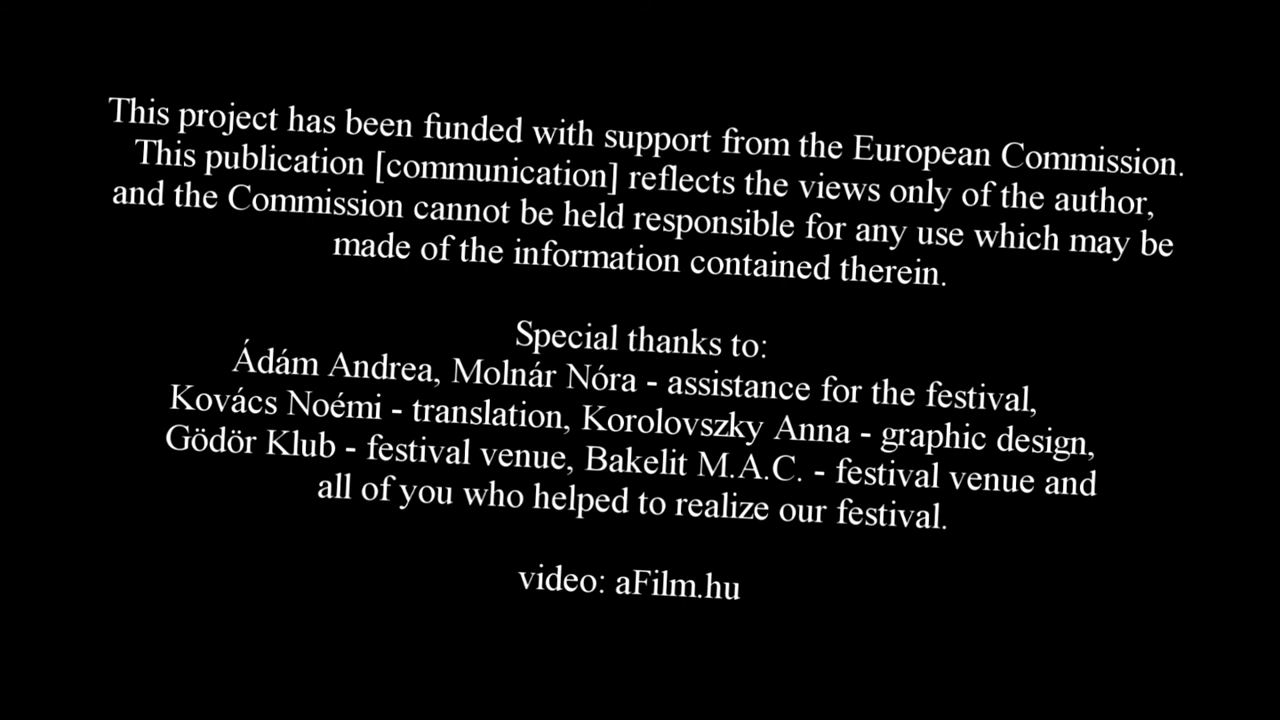 This project has been funded with support from the European Commission.
This publication [communication] reflects the views only of the author,
and the Commission cannot be held responsible for any use which may be
made of the information contained therein.
Special thanks to:
Ádám Andrea, Molnár Nóra - assistance for the festival,
Kovács Noémi - translation, Korolovszky Anna - graphic design,
Gödör Klub - festival venue, Bakelit M.A.C. - festival venue and
all of you who helped to realize our festival.
video: aFilm.hu